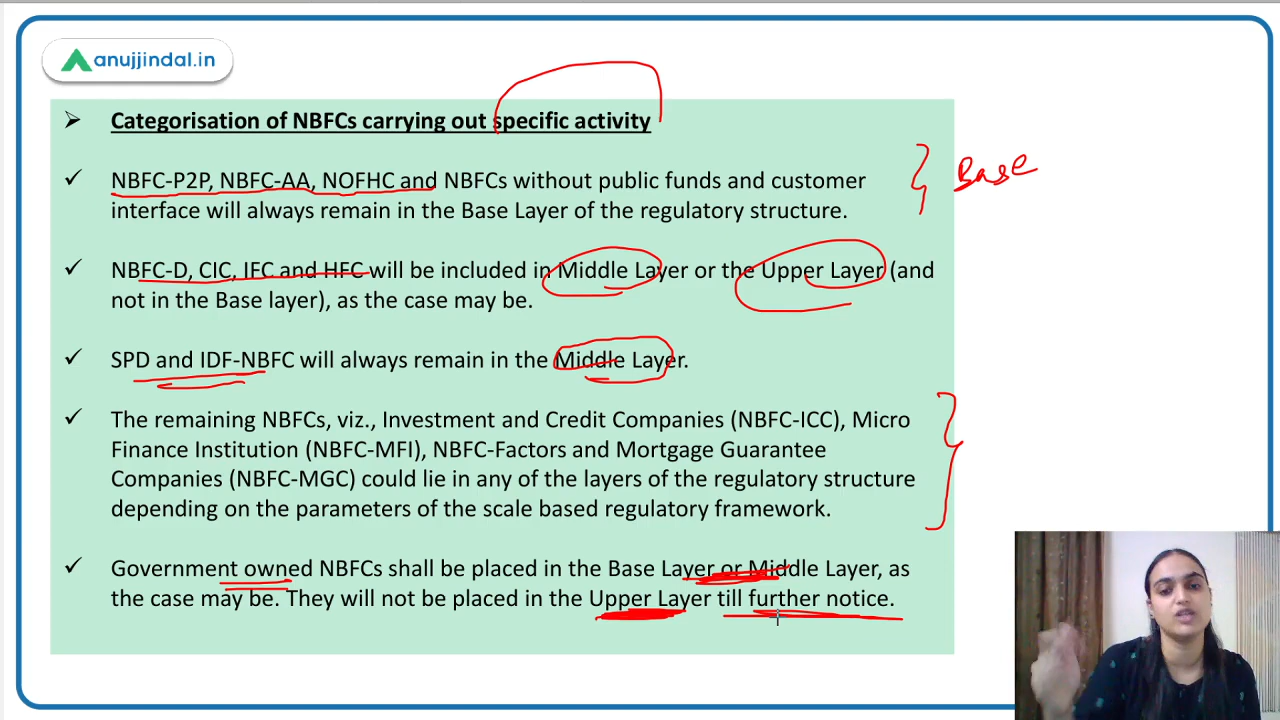 anujjindal.in
Categorisation of NBFCs carrying out specific activity
NBFC-P2P, NBFC-AA, NOFHC and NBFCs without public funds and customer
interface will always remain in the Base Layer of the regulatory structure.
Base
NBFC-D, CIC, IFC and HFC will be included in Middle Layer or the Upper Layer (and
not in the Base layer), as the case may be.
SPD and IDF-NBFC will always remain in the Middle Layer.
The remaining NBFCs, viz., Investment and Credit Companies (NBFC-ICC), Micro
Finance Institution (NBFC-MFI), NBFC-Factors and Mortgage Guarantee
Companies (NBFC-MGC) could lie in any of the layers of the regulatory structure
depending on the parameters of the scale based regulatory framework.
Government owned NBFCs shall be placed in the Base Layer or Middle Layer, as
the case may be. They will not be placed in the Upper Layer till further notice.